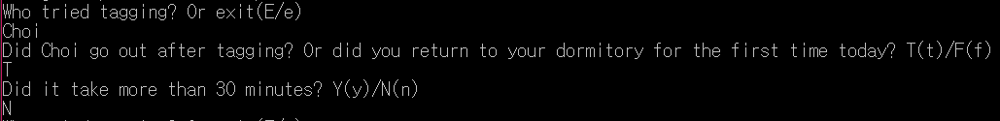 Who tried tagging? Or exit(E/e)
Choi
Did Choi go out after tagging? Or did you return to your dormitory for the first time today? T(t)/F(f)
T
Did it take more than 30 minutes? Y(y)/N(n)
N